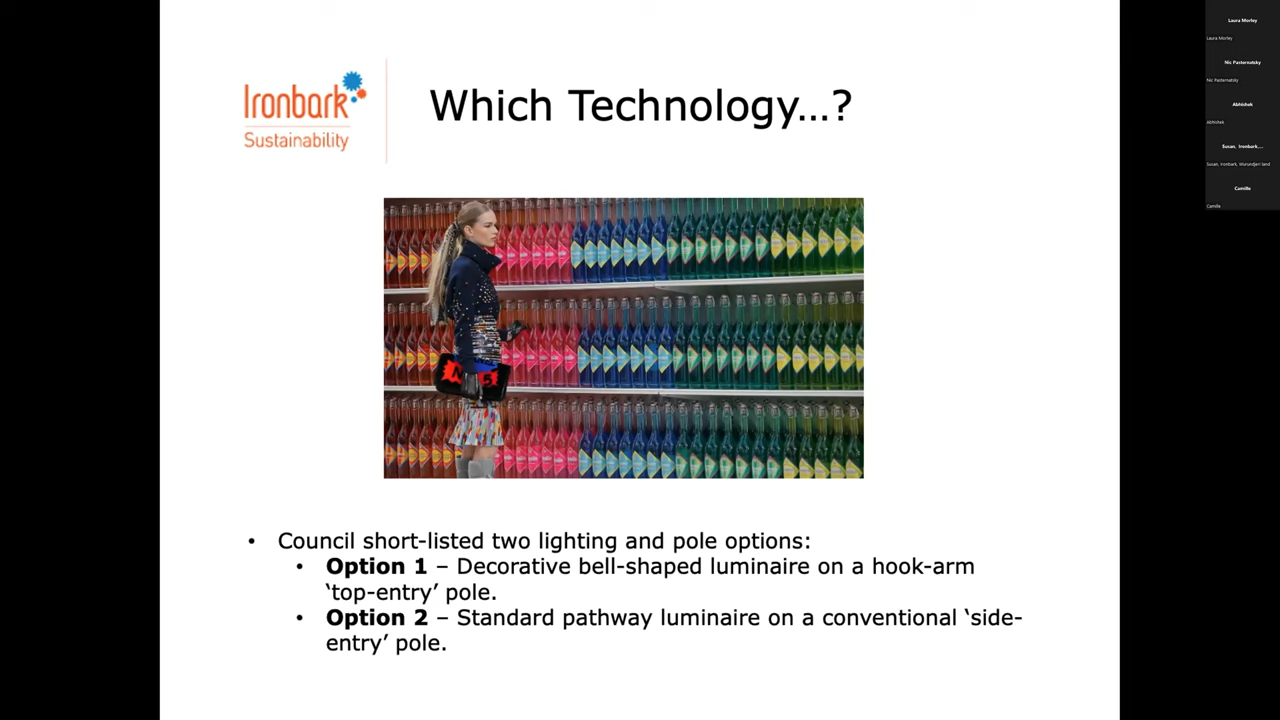 Ironbark
Sustainability
Which Technology...?
N
5
• Council short-listed two lighting and pole options:
• Option 1 – Decorative bell-shaped luminaire on a hook-arm
‘top-entry’ pole.
• Option 2 – Standard pathway luminaire on a conventional ‘side-
entry’ pole.
Laura Morley
Laura Morley
Nic Pasternatsky
Nic Pasternatsky
Abhishek
Abhishek
Susan, Ironbark,...
Susan, Ironbark, Wurundjeri land
Camille
Camille